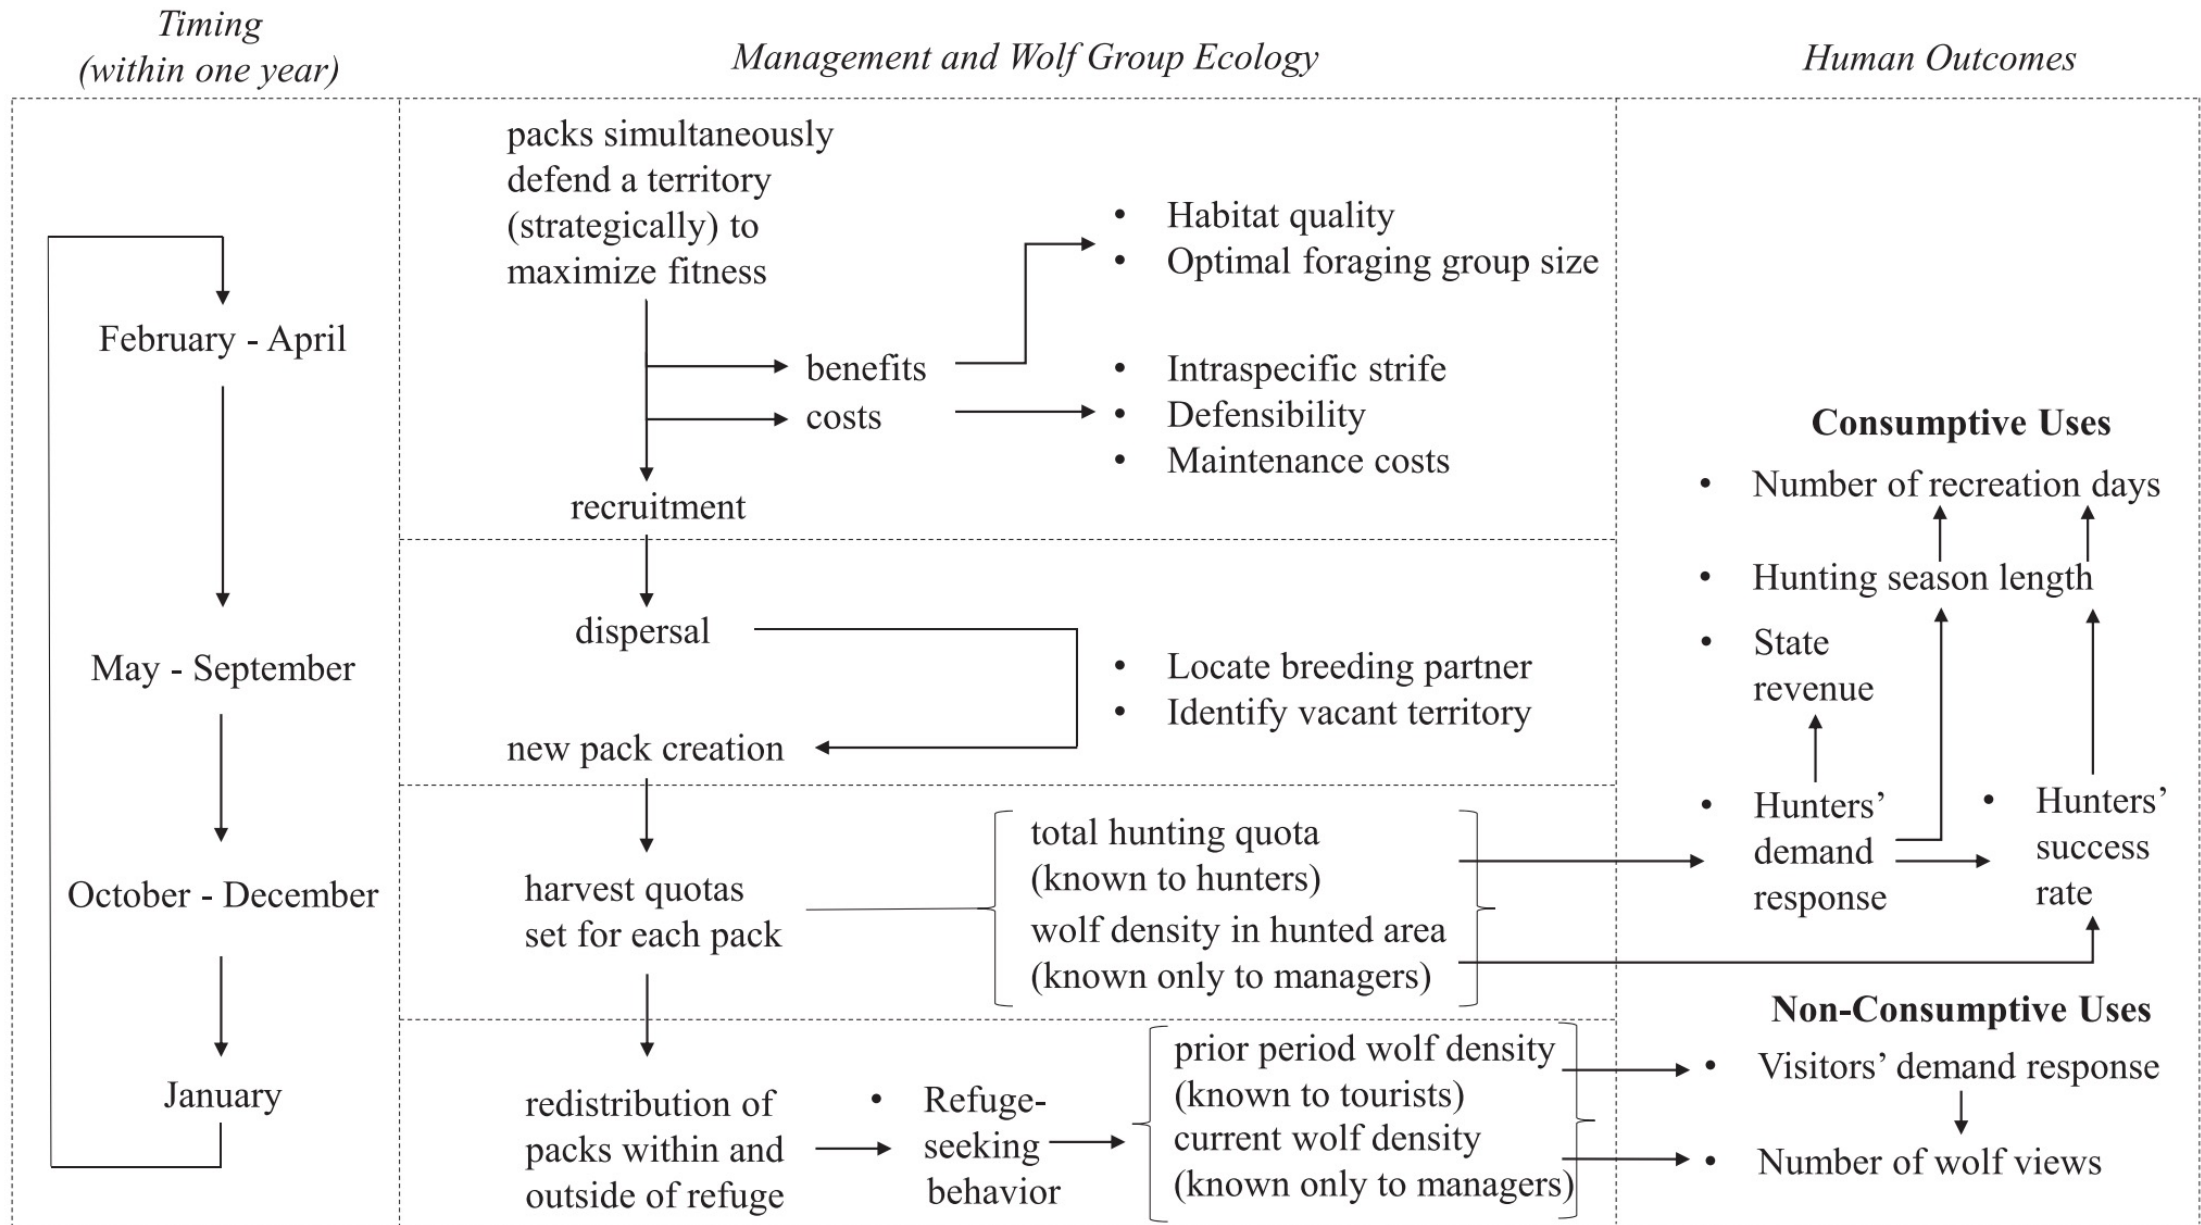 Timing
(within one year)
Management and Wolf Group Ecology
Human Outcomes
February - April
May - September
October - December
January
packs simultaneously
defend a territory
(strategically) to
maximize fitness
benefits
costs
• Habitat quality
• Optimal foraging group size
• Intraspecific strife
• Defensibility
• Maintenance costs
recruitment
dispersal
• Locate breeding partner
• Identify vacant territory
new pack creation
harvest quotas
set for each pack
total hunting quota
(known to hunters)
wolf density in hunted area
(known only to managers)
redistribution of
packs within and
outside of refuge
• Refuge-
seeking
behavior
prior period wolf density
(known to tourists)
current wolf density
(known only to managers)
Consumptive Uses
• Number of recreation days
• Hunting season length
• State
revenue
• Hunters’
demand
response
• Hunters’
success
rate
Non-Consumptive Uses
• Visitors’ demand response
• Number of wolf views